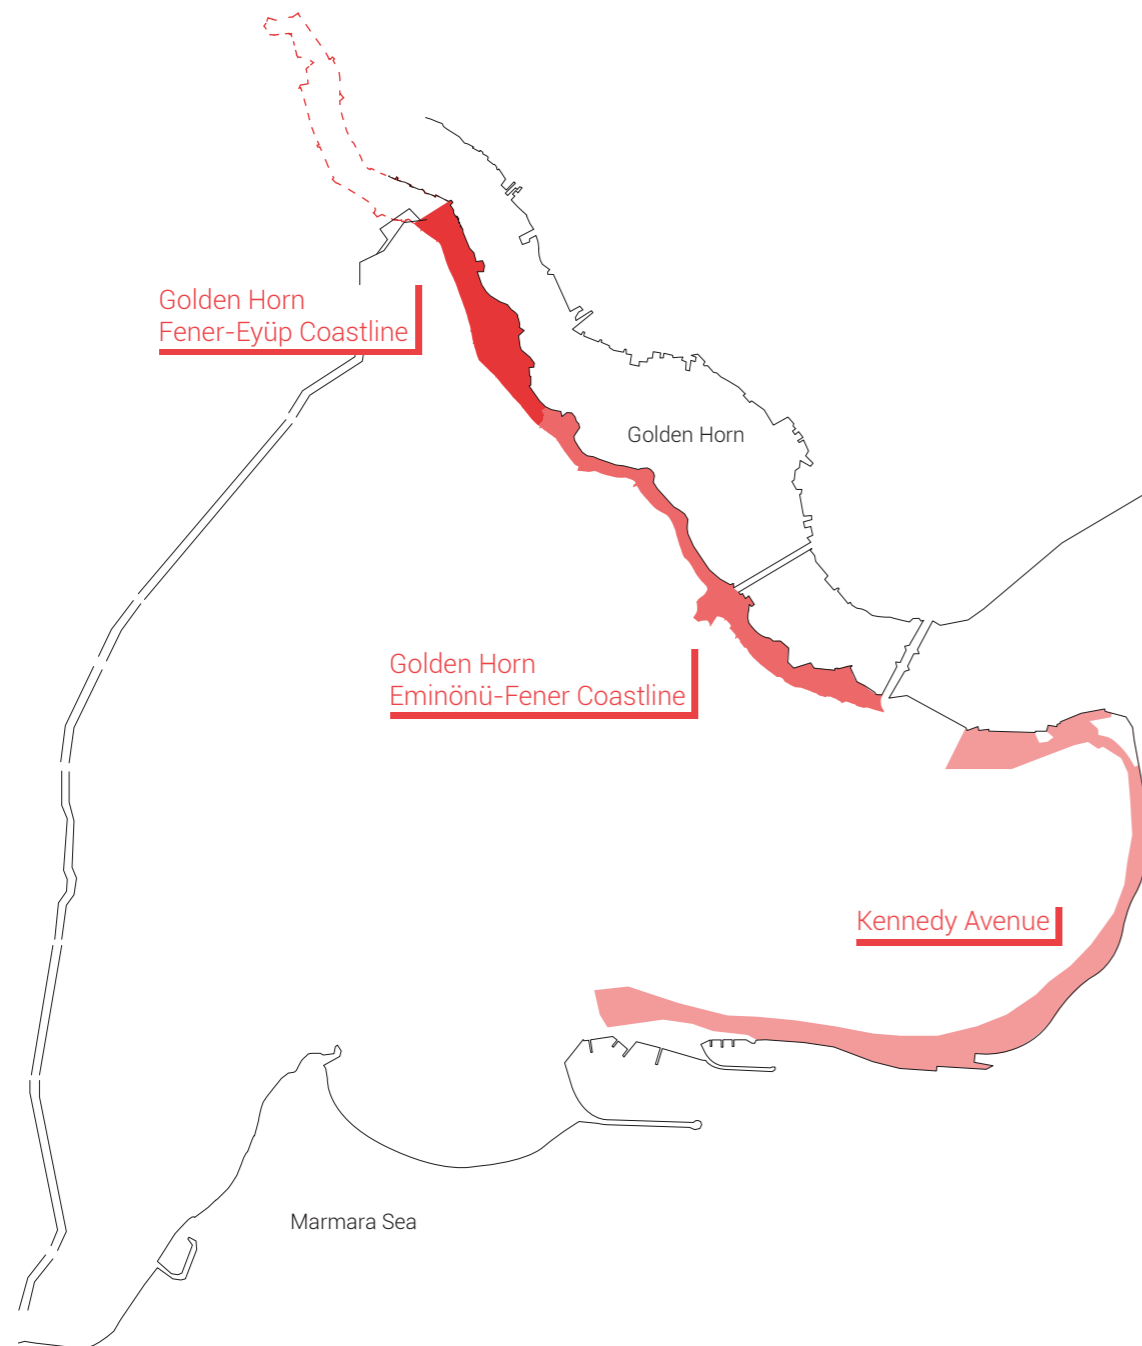 Golden Horn
Fener-Eyüp Coastline
Golden Horn
Golden Horn
Eminönü-Fener Coastline
Kennedy Avenue
Marmara Sea